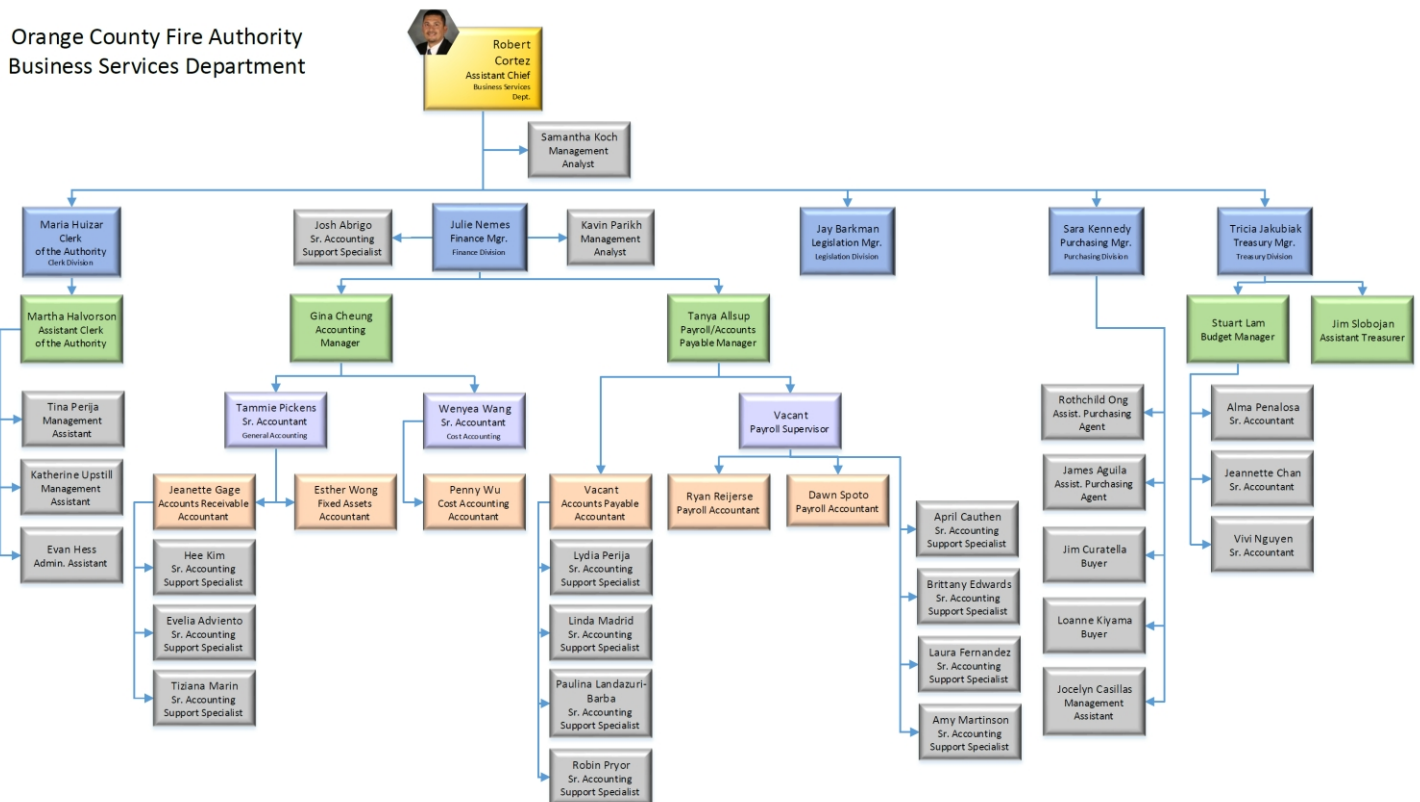 Orange County Fire Authority
Business Services Department
Robert
Cortez
Assistant Chief
Business Services
Dept.
Samantha Koch
Management
Analyst
Maria Huizar
Clerk
of the Authority
Clerk Division
Josh Abrigo
Sr. Accounting
Support Specialist
Julie Nemes
Finance Mgr.
Finance Division
Kavin Parikh
Management
Analyst
Jay Barkman
Legislation Mgr.
Legislation Division
Sara Kennedy
Purchasing Mgr.
Purchasing Division
Tricia Jakubiak
Treasury Mgr.
Treasury Division
Martha Halvorson
Assistant Clerk
of the Authority
Gina Cheung
Accounting
Manager
Tanya Allsup
Payroll/Accounts
Payable Manager
Stuart Lam
Budget Manager
Jim Slobojan
Assistant Treasurer
Tina Perija
Management
Assistant
Katherine Upstill
Management
Assistant
Evan Hess
Admin. Assistant
Tammie Pickens
Sr. Accountant
General Accounting
Wenyea Wang
Sr. Accountant
Cost Accounting
Vacant
Payroll Supervisor
Jeanette Gage
Accounts Receivable
Accountant
Esther Wong
Fixed Assets
Accountant
Penny Wu
Cost Accounting
Accountant
Vacant
Accounts Payable
Accountant
Ryan Reijerse
Payroll Accountant
Dawn Spoto
Payroll Accountant
Hee Kim
Sr. Accounting
Support Specialist
Evelia Adviento
Sr. Accounting
Support Specialist
Tiziana Marin
Sr. Accounting
Support Specialist
Lydia Perija
Sr. Accounting
Support Specialist
Linda Madrid
Sr. Accounting
Support Specialist
Paulina Landazuri-
Barba
Sr. Accounting
Support Specialist
Robin Pryor
Sr. Accounting
Support Specialist
April Cauthen
Sr. Accounting
Support Specialist
Brittany Edwards
Sr. Accounting
Support Specialist
Laura Fernandez
Sr. Accounting
Support Specialist
Amy Martinson
Sr. Accounting
Support Specialist
Rothchild Ong
Assist. Purchasing
Agent
James Aguila
Assist. Purchasing
Agent
Jim Curatella
Buyer
Loanne Kiyama
Buyer
Jocelyn Casillas
Management
Assistant
Alma Penalosa
Sr. Accountant
Jeannette Chan
Sr. Accountant
Vivi Nguyen
Sr. Accountant